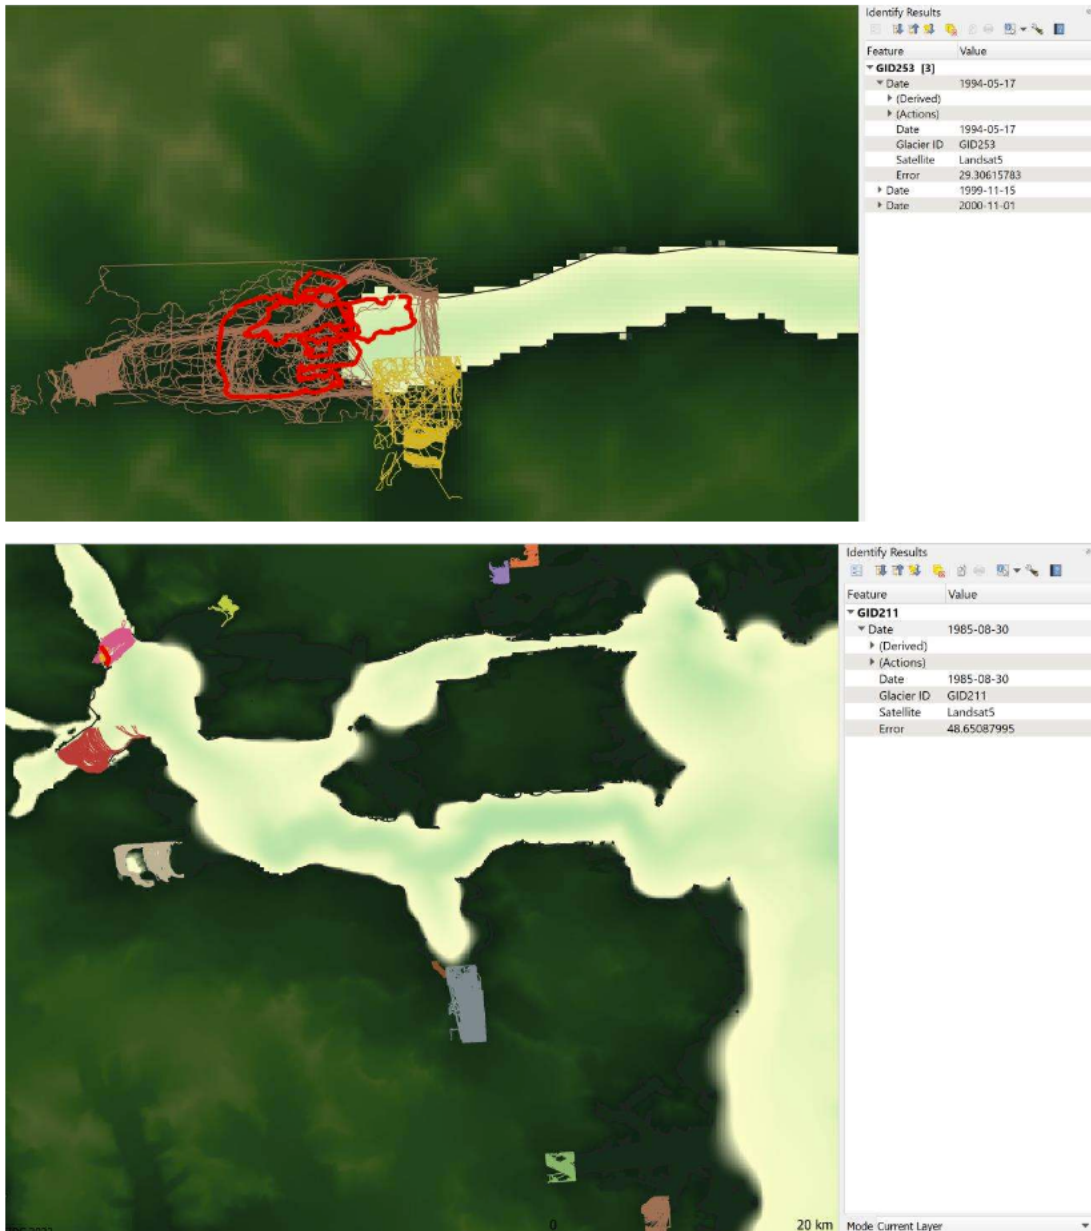 Identify Results
Feature Value
GID253 [3]
Date 1994-05-17
(Derived)
(Actions)
Date 1994-05-17
Glacier ID GID253
Satellite Landsat5
Error 29.30615783
Date 1999-11-15
Date 2000-11-01
Identify Results
Feature Value
GID211
Date 1985-08-30
(Derived)
(Actions)
Date 1985-08-30
Glacier ID GID211
Satellite Landsat5
Error 48.65087995
0 20 km
Mode Current Layer